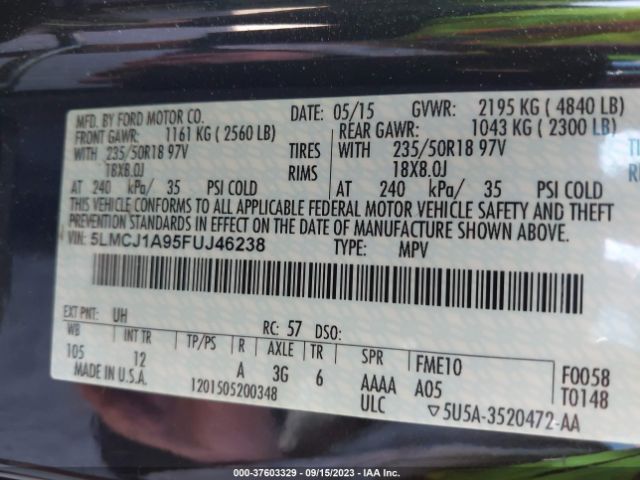 MFD. BY FORD MOTOR CO. DATE: 05/15 GVWR: 2195 KG ( 4840 LB)
FRONT GAWR: 1161 KG ( 2560 LB) REAR GAWR: 1043 KG ( 2300 LB)
WITH 235/50R18 97V TIRES WITH 235/50R18 97V TI
18X8.0J RIMS 18X8.0J RI
AT 240 kPa/ 35 PSI COLD AT 240 kPa/ 35 PSI COLD
THIS VEHICLE CONFORMS TO ALL APPLICABLE FEDERAL MOTOR VEHICLE SAFETY AND THEFT
PREVENTION STANDARDS IN EFFECT ON THE DATE OF MANUFACTURE SHOWN ABOVE.
VIN: 5LMCJ1A95FUJ46238 TYPE: MPV
EXT PNT: UH RC: 57 DSO:
WB INT TR TP/PS R AXLE TR SPR FME10 F0058
105 12 A 3G 6 AAAA A05 T0148
MADE IN U.S.A. 1201505200348 ULC ▽5U5A-3520472-AA
000-37603329 - 09/15/2023 - IAA Inc.